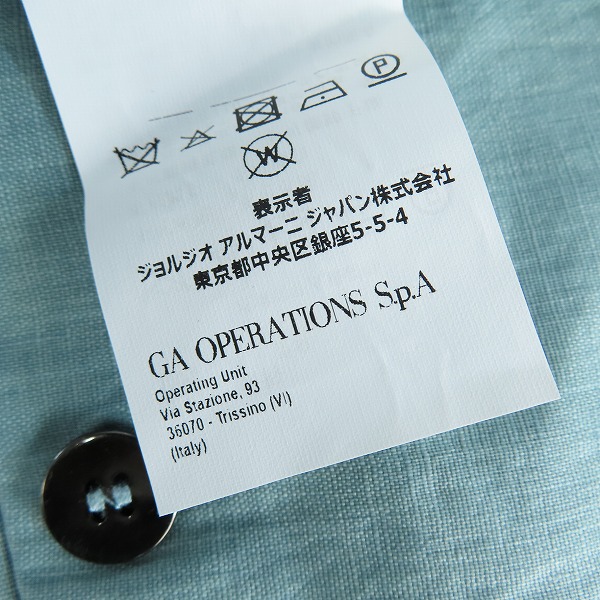 P
W
表示者
ジョルジオ アルマーニ ジャパン株式会社
東京都中央区銀座5-5-4
GA OPERATIONS S.p.A
Operating Unit
Via Stazione, 93
36070 - Trissino (VI)
(Italy)